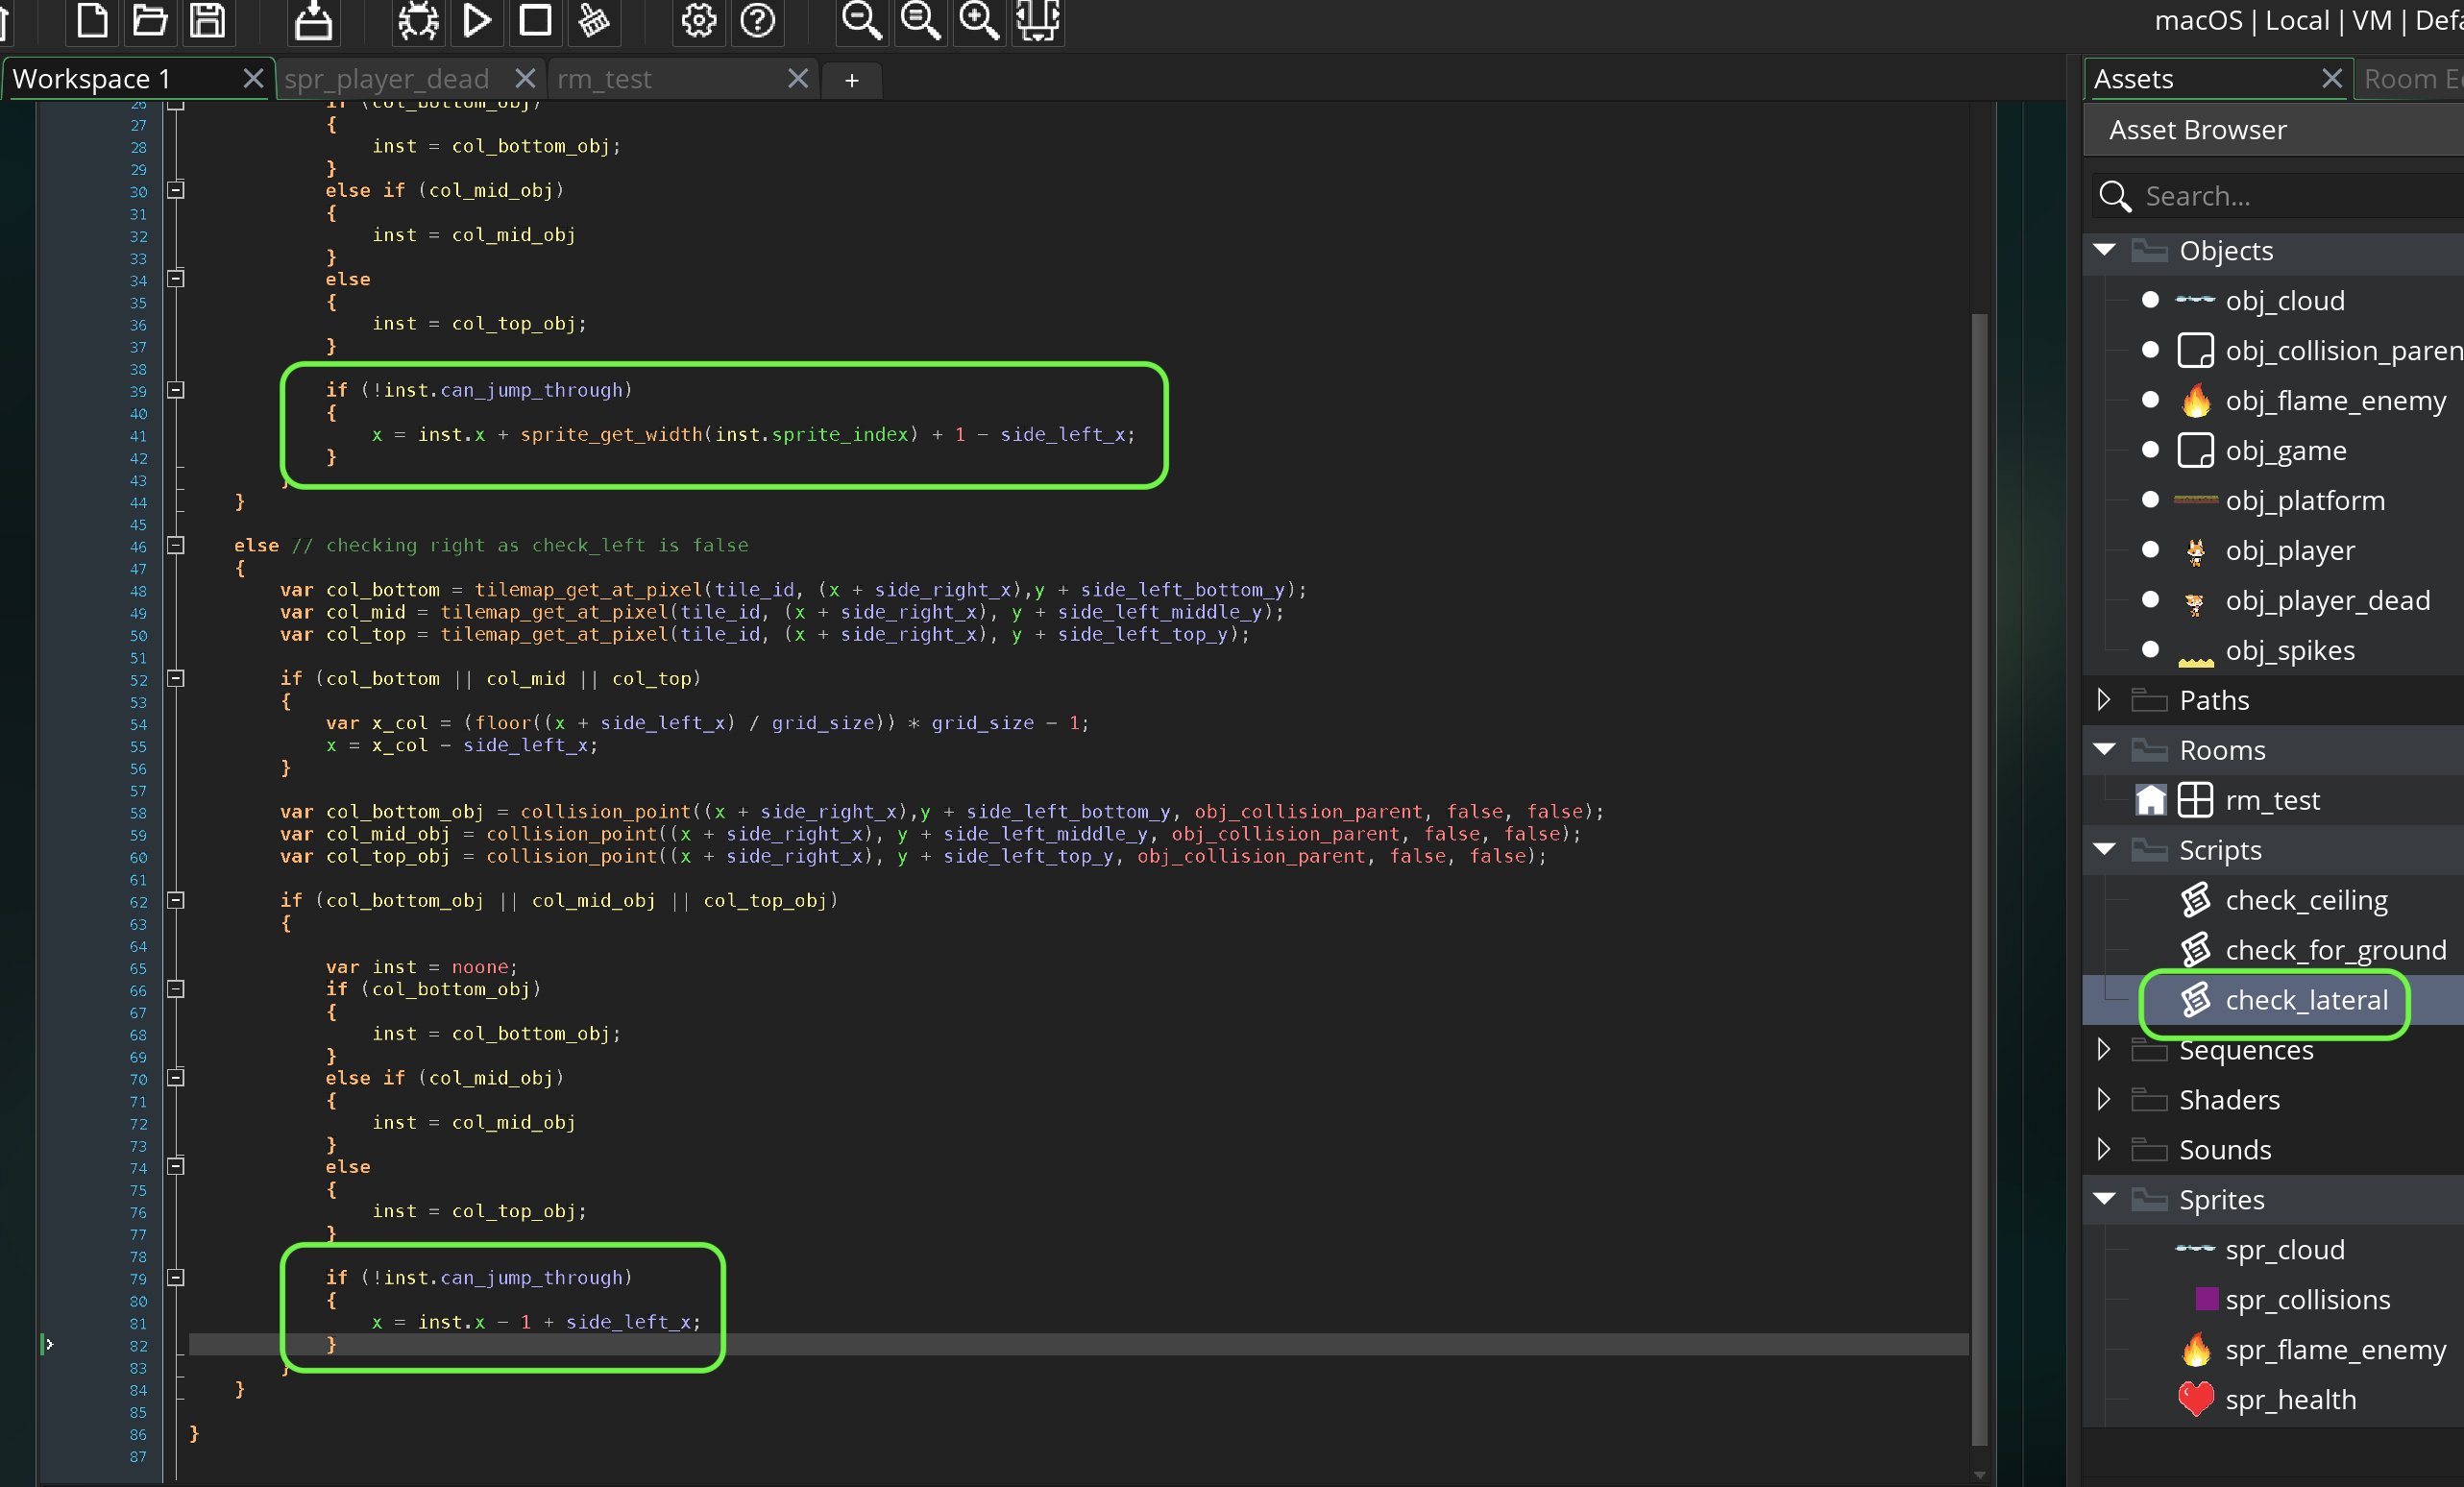 macOS | Local | VM | Defa
Workspace 1
spr_player_dead
rm_test
+
Assets
Room Ed
Asset Browser
Search...
26 if (col_bottom_obj)
27 {
28 inst = col_bottom_obj;
29 }
30 else if (col_mid_obj)
31 {
32 inst = col_mid_obj
33 }
34 else
35 {
36 inst = col_top_obj;
37 }
38
39 if (!inst.can_jump_through)
40 {
41 x = inst.x + sprite_get_width(inst.sprite_index) + 1 - side_left_x;
42 }
43 }
44 }
45
46 else // checking right as check_left is false
47 {
48 var col_bottom = tilemap_get_at_pixel(tile_id, (x + side_right_x),y + side_left_bottom_y);
49 var col_mid = tilemap_get_at_pixel(tile_id, (x + side_right_x), y + side_left_middle_y);
50 var col_top = tilemap_get_at_pixel(tile_id, (x + side_right_x), y + side_left_top_y);
51
52 if (col_bottom || col_mid || col_top)
53 {
54 var x_col = (floor((x + side_left_x) / grid_size)) * grid_size - 1;
55 x = x_col - side_left_x;
56 }
57
58 var col_bottom_obj = collision_point((x + side_right_x),y + side_left_bottom_y, obj_collision_parent, false, false);
59 var col_mid_obj = collision_point((x + side_right_x), y + side_left_middle_y, obj_collision_parent, false, false);
60 var col_top_obj = collision_point((x + side_right_x), y + side_left_top_y, obj_collision_parent, false, false);
61
62 if (col_bottom_obj || col_mid_obj || col_top_obj)
63 {
64
65 var inst = noone;
66 if (col_bottom_obj)
67 {
68 inst = col_bottom_obj;
69 }
70 else if (col_mid_obj)
71 {
72 inst = col_mid_obj
73 }
74 else
75 {
76 inst = col_top_obj;
77 }
78
79 if (!inst.can_jump_through)
80 {
81 x = inst.x - 1 + side_left_x;
82 }
83 }
84 }
85
86 }
87
Objects
obj_cloud
obj_collision_paren
obj_flame_enemy
obj_game
obj_platform
obj_player
obj_player_dead
obj_spikes
Paths
Rooms
rm_test
Scripts
check_ceiling
check_for_ground
check_lateral
Sequences
Shaders
Sounds
Sprites
spr_cloud
spr_collisions
spr_flame_enemy
spr_health